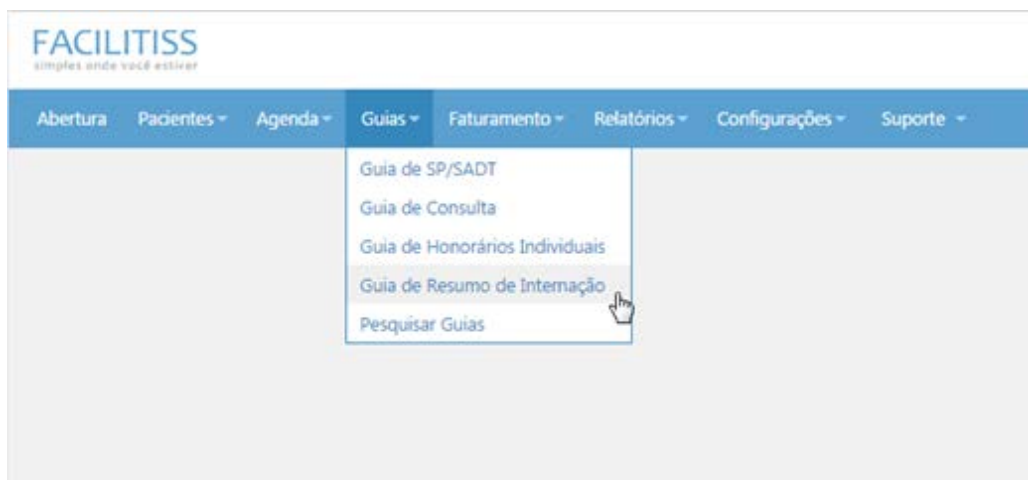 FACILITISS
simples onde você estiver
Abertura Pacientes Agenda Guias Faturamento Relatórios Configurações Suporte
Guia de SP/SADT
Guia de Consulta
Guia de Honorários Individuais
Guia de Resumo de Internação
Pesquisar Guias